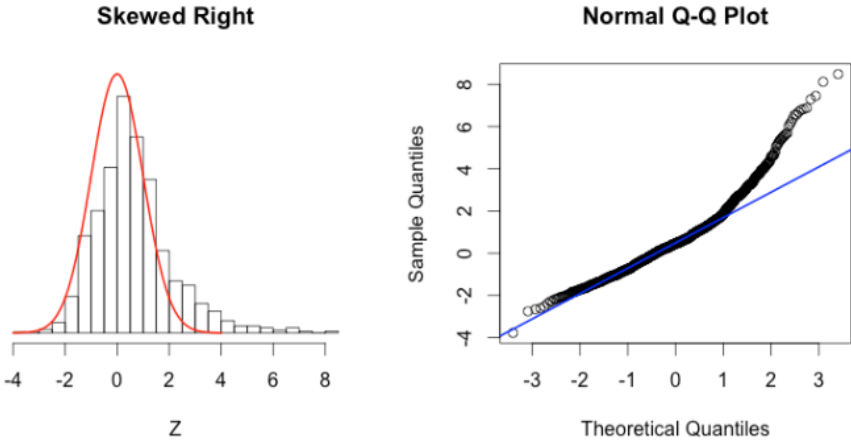 Skewed Right
-4 -2 0 2 4 6 8
Z
Normal Q-Q Plot
Sample Quantiles
8
6
4
2
0
-2
-4
-3 -2 -1 0 1 2 3
Theoretical Quantiles